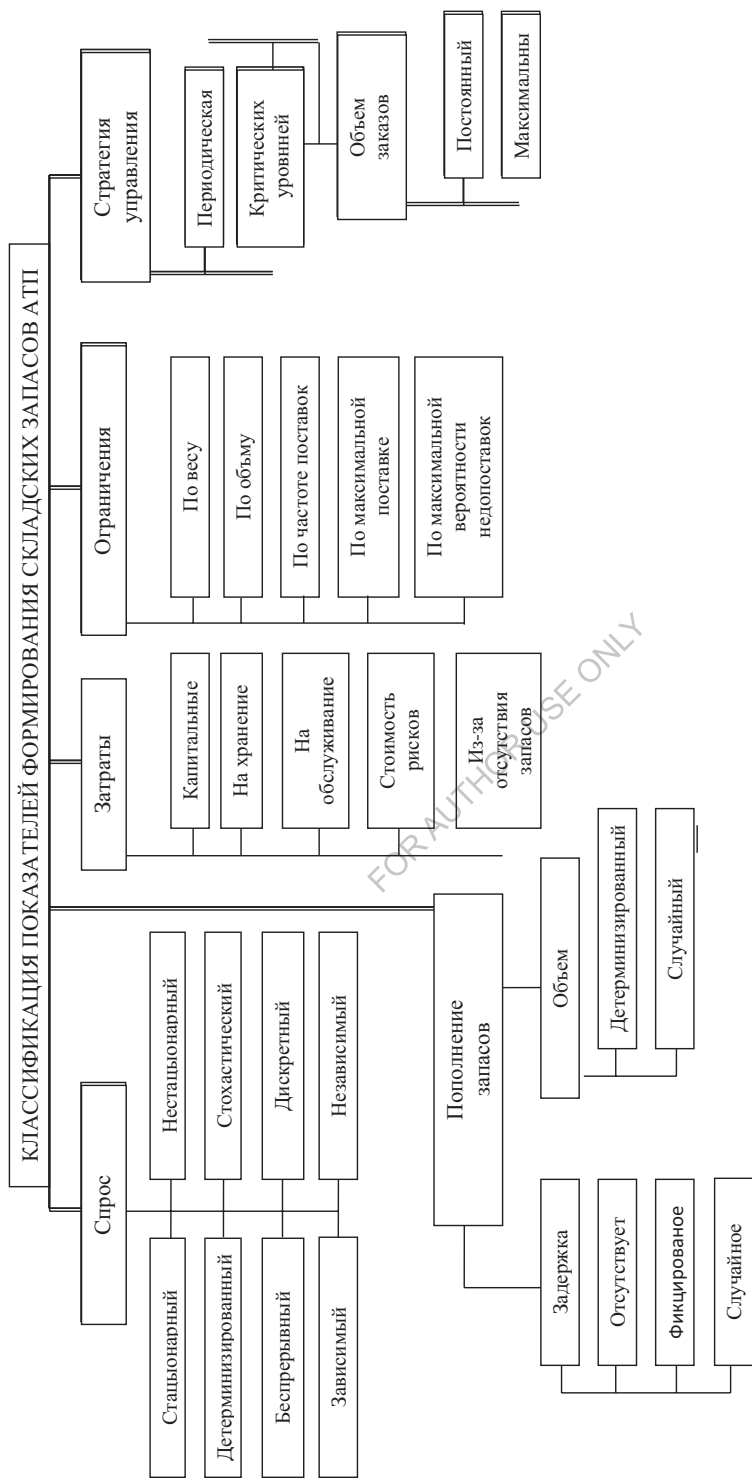 КЛАССИФИКАЦИЯ ПОКАЗАТЕЛЕЙ ФОРМИРОВАНИЯ СКЛАДСКИХ ЗАПАСОВ АТП
Спрос
Стацыонарный
Нестацыонарный
Детерминизированный
Стохастический
Беспрерывный
Дискретный
Зависимый
Независимый
Пополнение
запасов
Задержка
Отсутствует
Фикцированое
Случайное
Объем
Детерминизированный
Случайный
Затраты
Капитальные
На хранение
На
обслуживание
Стоимость
рисков
Из-за
отсутствия
запасов
Ограничения
По весу
По объму
По частоте поставок
По максимальной
поставке
По максимальной
вероятности
недопоставок
Стратегия
управления
Периодическая
Критических
уровнней
Объем
заказов
Постоянный
Максимальны
FOR AUTHOR USE ONLY